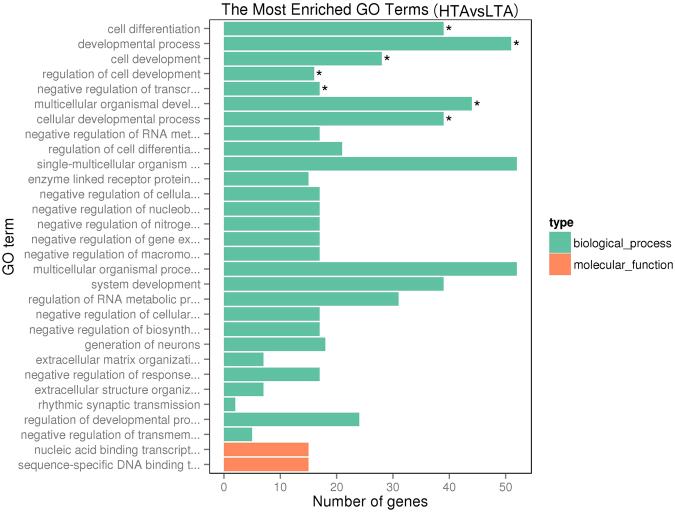 The Most Enriched GO Terms (HTAvsLTA)
cell differentiation
*
developmental process
*
cell development
*
regulation of cell development
*
negative regulation of transcr...
*
multicellular organismal devel...
*
cellular developmental process
*
negative regulation of RNA met...
regulation of cell differentia...
single-multicellular organism ...
enzyme linked receptor protein...
negative regulation of cellula...
negative regulation of nucleob...
negative regulation of nitroge...
negative regulation of gene ex...
negative regulation of macromo...
multicellular organismal proce...
system development
regulation of RNA metabolic pr...
negative regulation of cellular...
negative regulation of biosynth...
generation of neurons
extracellular matrix organizati...
negative regulation of response...
extracellular structure organiz...
rhythmic synaptic transmission
regulation of developmental pro...
negative regulation of transmem...
nucleic acid binding transcript...
sequence-specific DNA binding t...
GO term
0 10 20 30 40 50
Number of genes
type
biological_process
molecular_function